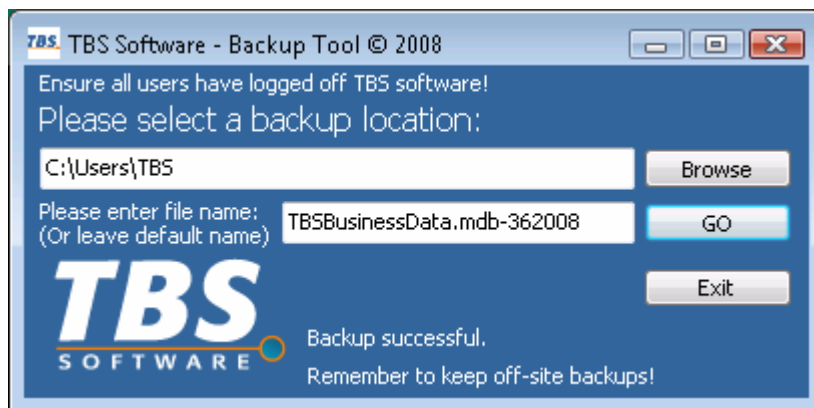 TBS TBS Software - Backup Tool © 2008
Ensure all users have logged off TBS software!
Please select a backup location:
C:\Users\TBS
Browse
Please enter file name:
(Or leave default name)
TBSBusinessData.mdb-362008
GO
Exit
TBS
SOFTWARE
Backup successful.
Remember to keep off-site backups!